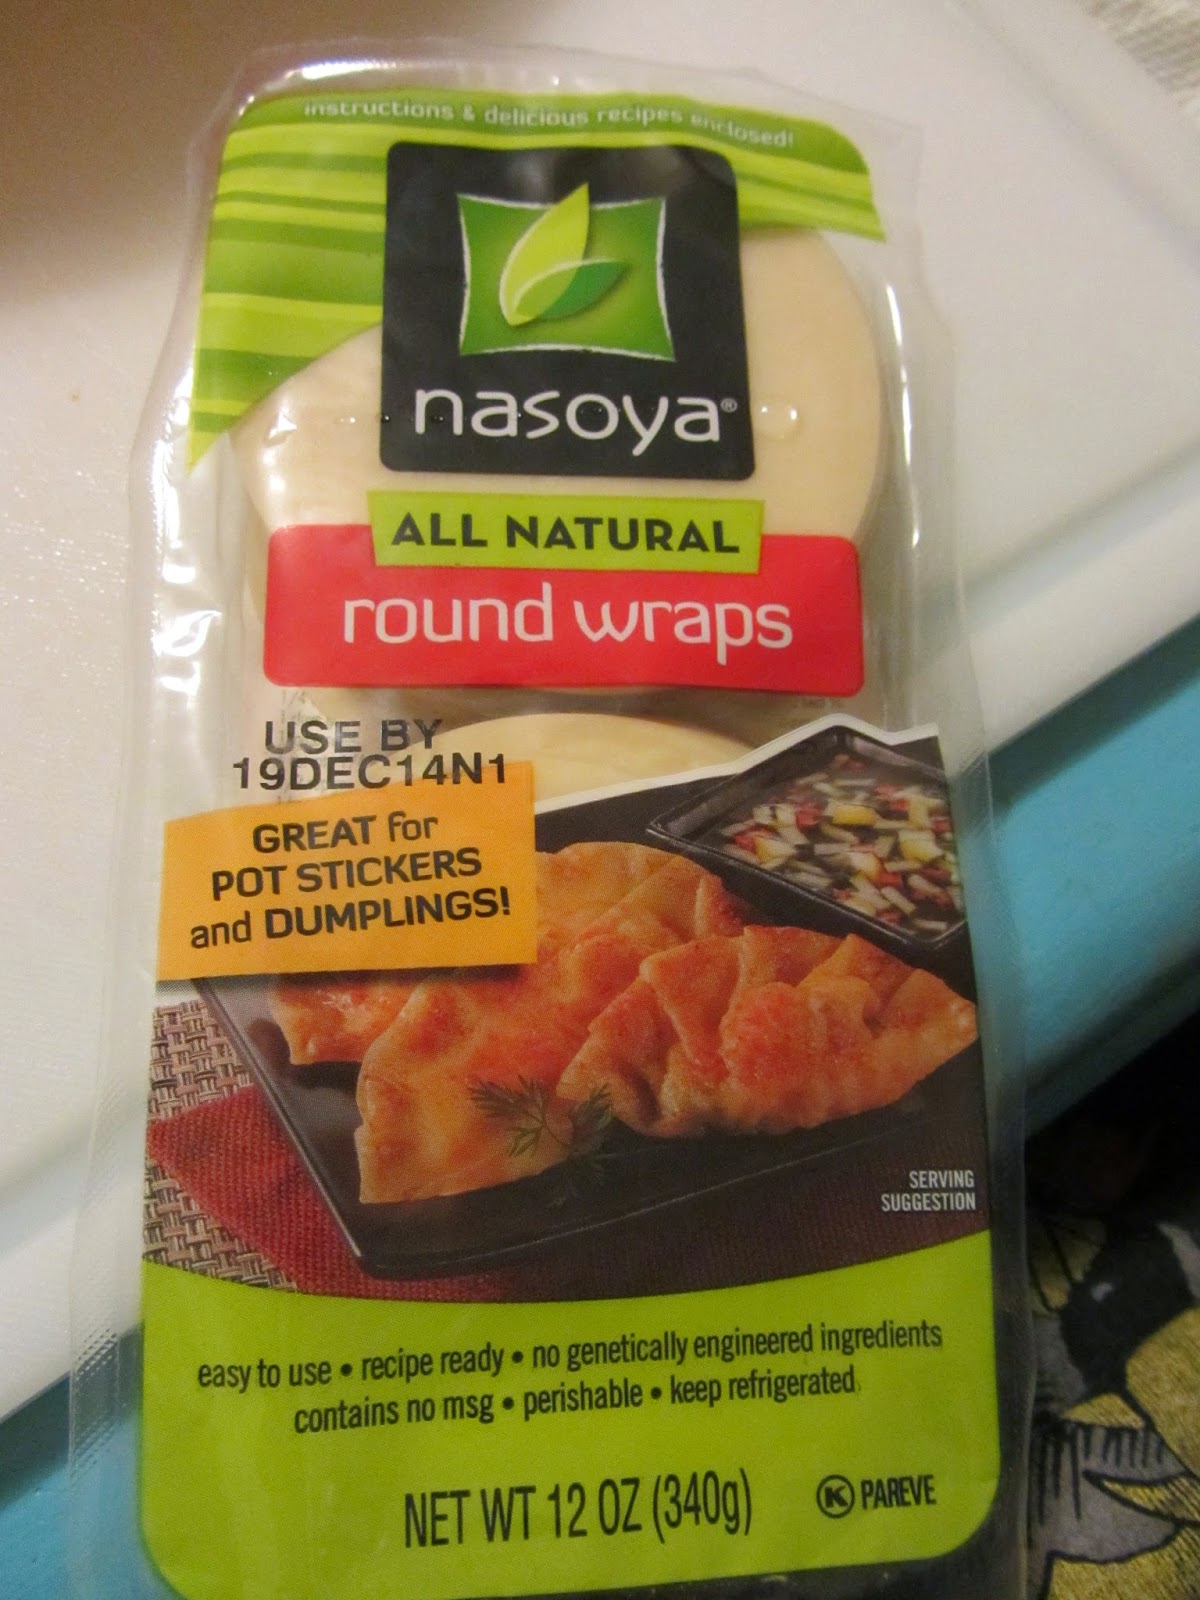 instructions & delicious recipes enclosed!
nasoya®
ALL NATURAL
round wraps
USE BY
19DEC14N1
GREAT for
POT STICKERS
and DUMPLINGS!
SERVING
SUGGESTION
easy to use • recipe ready • no genetically engineered ingredients
contains no msg • perishable • keep refrigerated
NET WT 12 OZ (340g)
K PAREVE